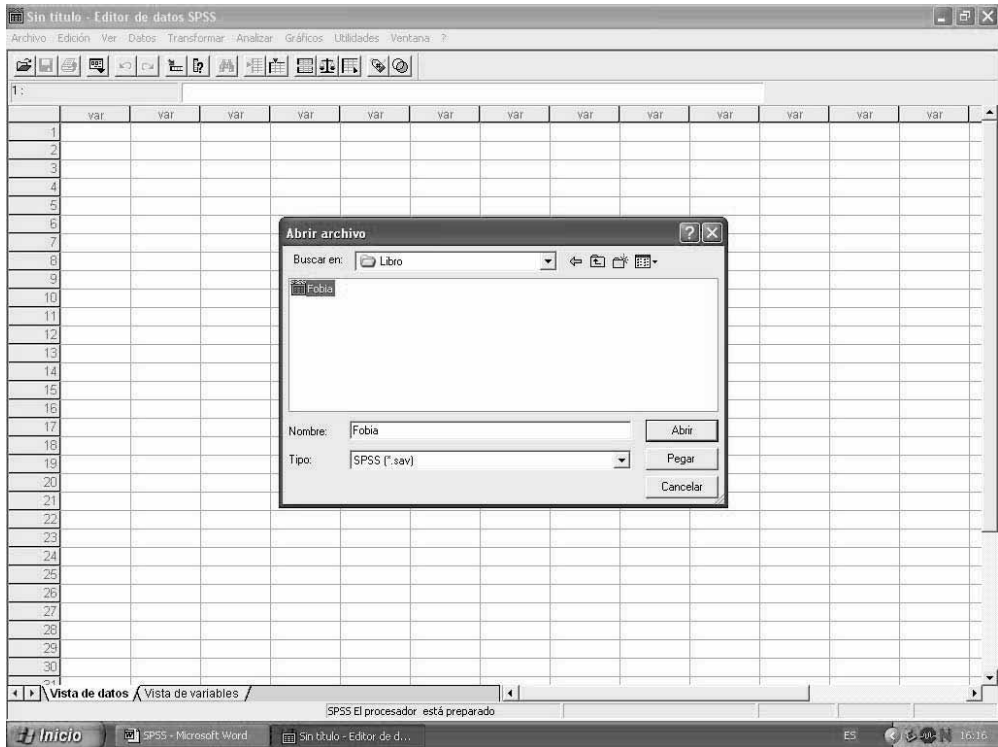 Sin título - Editor de datos SPSS
Archivo Edición Ver Datos Transformar Analizar Gráficos Utilidades Ventana ?
1 :
var var var var var var var var var var var var var
1
2
3
4
5
6
7
8
9
10
11
12
13
14
15
16
17
18
19
20
21
22
23
24
25
26
27
28
29
30
31
Abrir archivo
Buscar en: Libro
Fobia
Nombre: Fobia Abrir
Tipo: SPSS (*.sav) Pegar
Cancelar
Vista de datos Vista de variables
SPSS El procesador está preparado
Inicio SPSS - Microsoft Word Sin título - Editor de d... ES 16:16